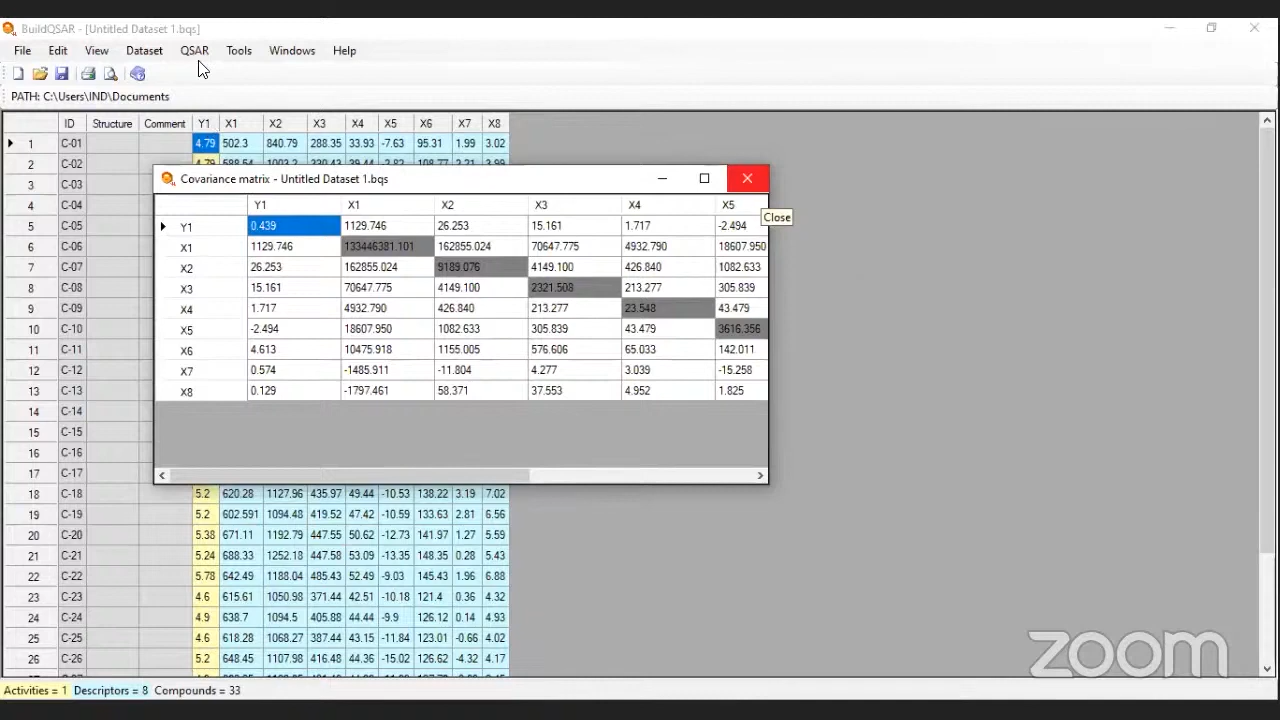 BuildQSAR - [Untitled Dataset 1.bqs]
File Edit View Dataset QSAR Tools Windows Help
PATH: C:\Users\IND\Documents
ID Structure Comment Y1 X1 X2 X3 X4 X5 X6 X7 X8
1 C-01 4.79 502.3 840.79 288.35 33.93 -7.63 95.31 1.99 3.02
2 C-02
3 C-03
4 C-04
5 C-05
6 C-06
7 C-07
8 C-08
9 C-09
10 C-10
11 C-11
12 C-12
13 C-13
14 C-14
15 C-15
16 C-16
17 C-17
18 C-18 5.2 620.28 1127.96 435.97 49.44 -10.53 138.22 3.19 7.02
19 C-19 5.2 602.591 1094.48 419.52 47.42 -10.59 133.63 2.81 6.56
20 C-20 5.38 671.11 1192.79 447.55 50.62 -12.73 141.97 1.27 5.59
21 C-21 5.24 688.33 1252.18 447.58 53.09 -13.35 148.35 0.28 5.43
22 C-22 5.78 642.49 1188.04 485.43 52.49 -9.03 145.43 1.96 6.88
23 C-23 4.6 615.61 1050.98 371.44 42.51 -10.18 121.4 0.36 4.32
24 C-24 4.9 638.7 1094.5 405.88 44.44 -9.9 126.12 0.14 4.93
25 C-25 4.6 618.28 1068.27 387.44 43.15 -11.84 123.01 -0.66 4.02
26 C-26 5.2 648.45 1107.98 416.48 44.36 -15.02 126.62 -4.32 4.17
Covariance matrix - Untitled Dataset 1.bqs
Close
Y1 X1 X2 X3 X4 X5
Y1 0.439 1129.746 26.253 15.161 1.717 -2.494
X1 1129.746 133446381.101 162855.024 70647.775 4932.790 18607.950
X2 26.253 162855.024 9189.076 4149.100 426.840 1082.633
X3 15.161 70647.775 4149.100 2321.508 213.277 305.839
X4 1.717 4932.790 426.840 213.277 23.548 43.479
X5 -2.494 18607.950 1082.633 305.839 43.479 3616.356
X6 4.613 10475.918 1155.005 576.606 65.033 142.011
X7 0.574 -1485.911 -11.804 4.277 3.039 -15.258
X8 0.129 -1797.461 58.371 37.553 4.952 1.825
Activities = 1 Descriptors = 8 Compounds = 33
zoom